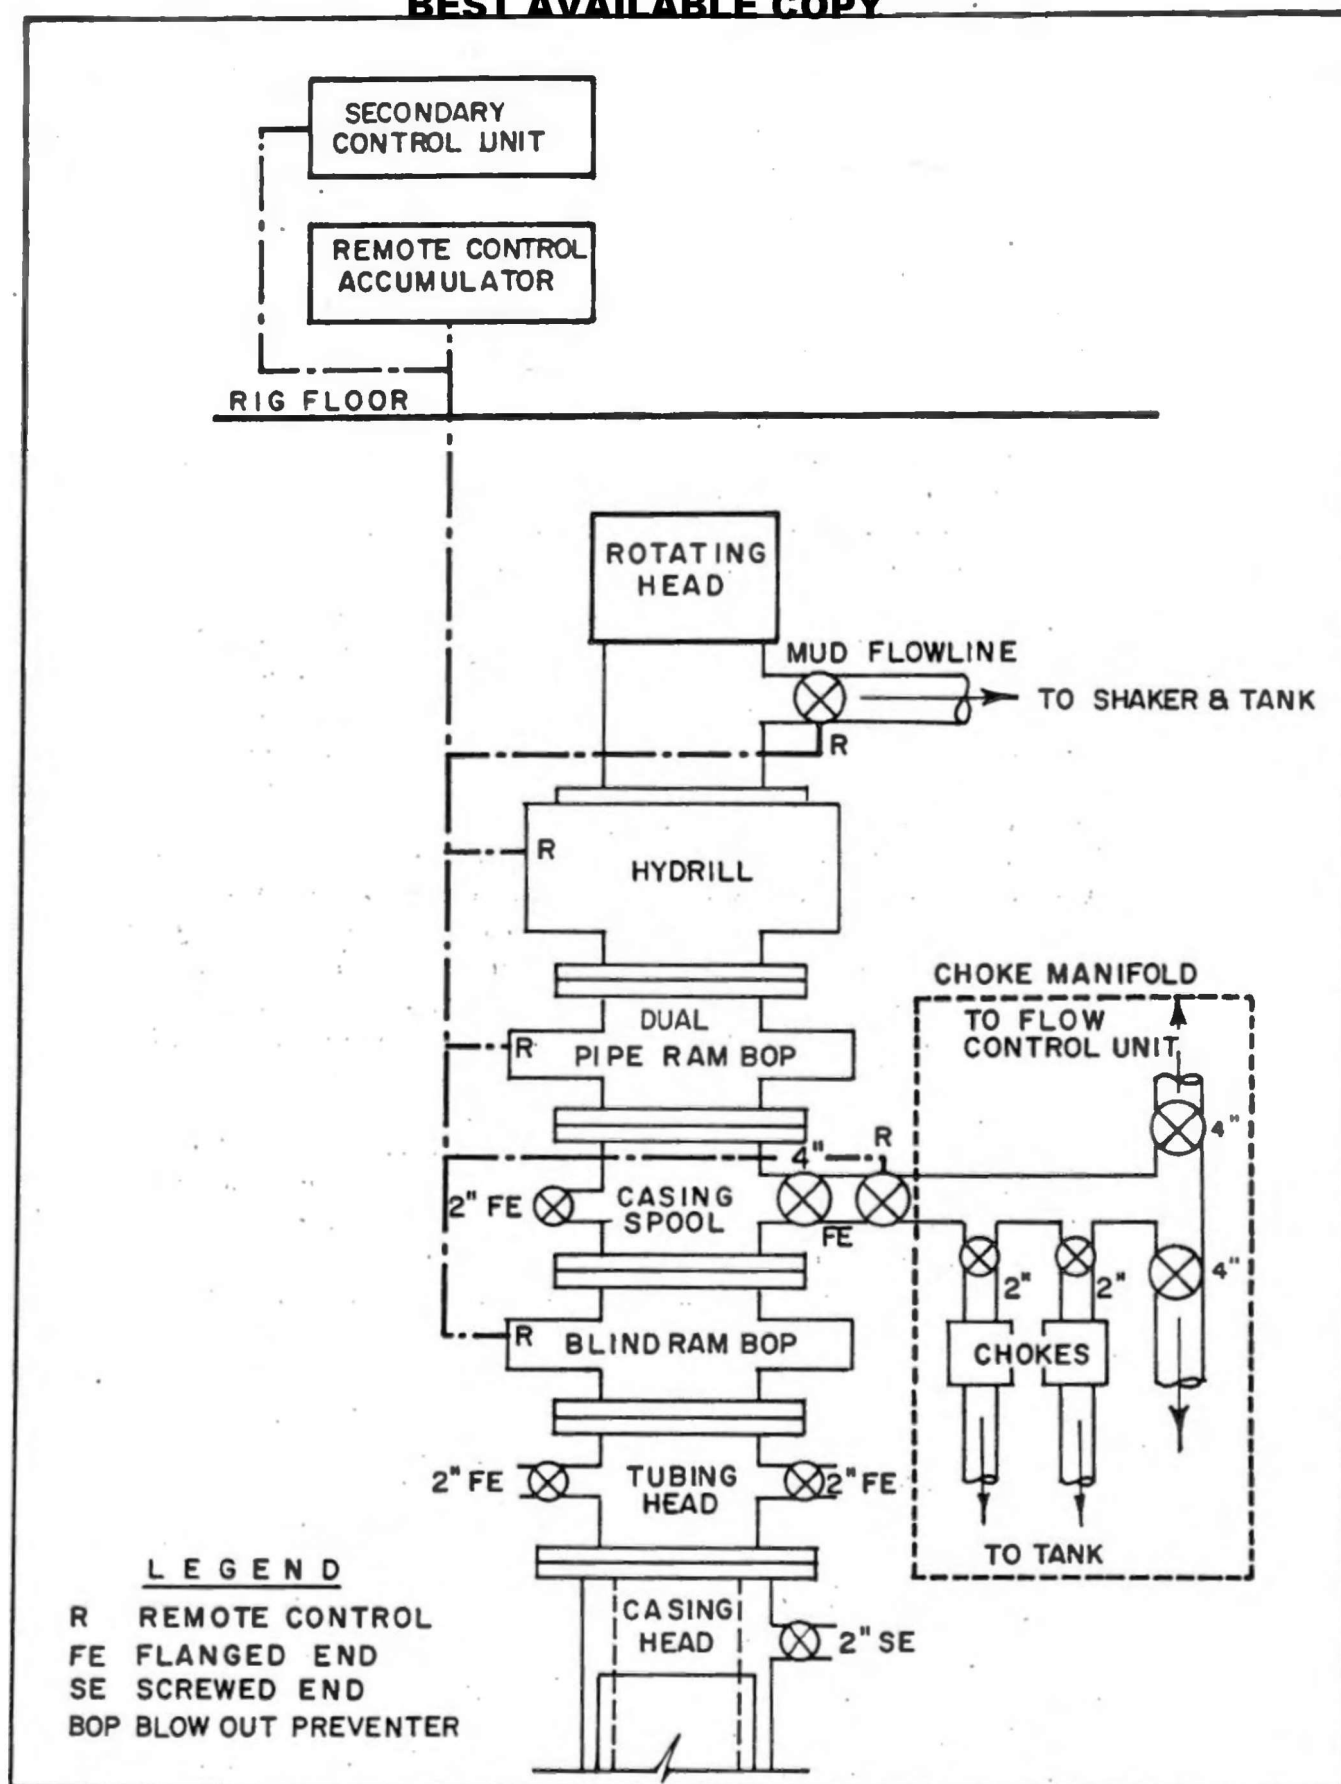 BEST AVAILABLE COPY
SECONDARY
CONTROL UNIT
REMOTE CONTROL
ACCUMULATOR
RIG FLOOR
ROTATING
HEAD
MUD FLOWLINE
TO SHAKER & TANK
R
R
HYDRILL
CHOKE MANIFOLD
DUAL
R
PIPE RAM BOP
TO FLOW
CONTROL UNIT
4"
R
4"
2" FE
CASING
SPOOL
FE
4"
2"
2"
R
BLIND RAM BOP
CHOKES
2" FE
TUBING
HEAD
2" FE
TO TANK
LEGEND
R REMOTE CONTROL
FE FLANGED END
SE SCREWED END
BOP BLOW OUT PREVENTER
CASING
HEAD
2" SE